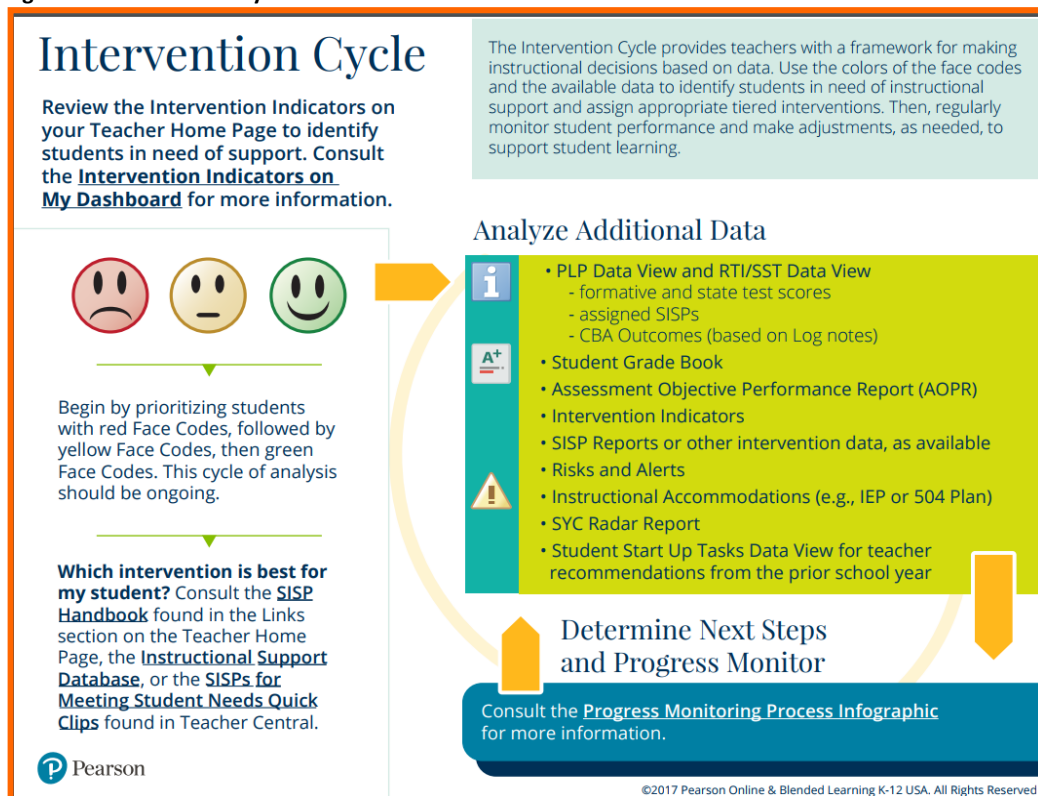 Intervention Cycle
Review the Intervention Indicators on
your Teacher Home Page to identify
students in need of support. Consult
the Intervention Indicators on
My Dashboard for more information.
The Intervention Cycle provides teachers with a framework for making
instructional decisions based on data. Use the colors of the face codes
and the available data to identify students in need of instructional
support and assign appropriate tiered interventions. Then, regularly
monitor student performance and make adjustments, as needed, to
support student learning.
Begin by prioritizing students
with red Face Codes, followed by
yellow Face Codes, then green
Face Codes. This cycle of analysis
should be ongoing.
Which intervention is best for
my student? Consult the SISP
Handbook found in the Links
section on the Teacher Home
Page, the Instructional Support
Database, or the SISPs for
Meeting Student Needs Quick
Clips found in Teacher Central.
Analyze Additional Data
i
A+
• PLP Data View and RTI/SST Data View
- formative and state test scores
- assigned SISPs
- CBA Outcomes (based on Log notes)
• Student Grade Book
• Assessment Objective Performance Report (AOPR)
• Intervention Indicators
• SISP Reports or other intervention data, as available
• Risks and Alerts
• Instructional Accommodations (e.g., IEP or 504 Plan)
• SYC Radar Report
• Student Start Up Tasks Data View for teacher
recommendations from the prior school year
Determine Next Steps
and Progress Monitor
Consult the Progress Monitoring Process Infographic
for more information.
P Pearson
©2017 Pearson Online & Blended Learning K-12 USA. All Rights Reserved